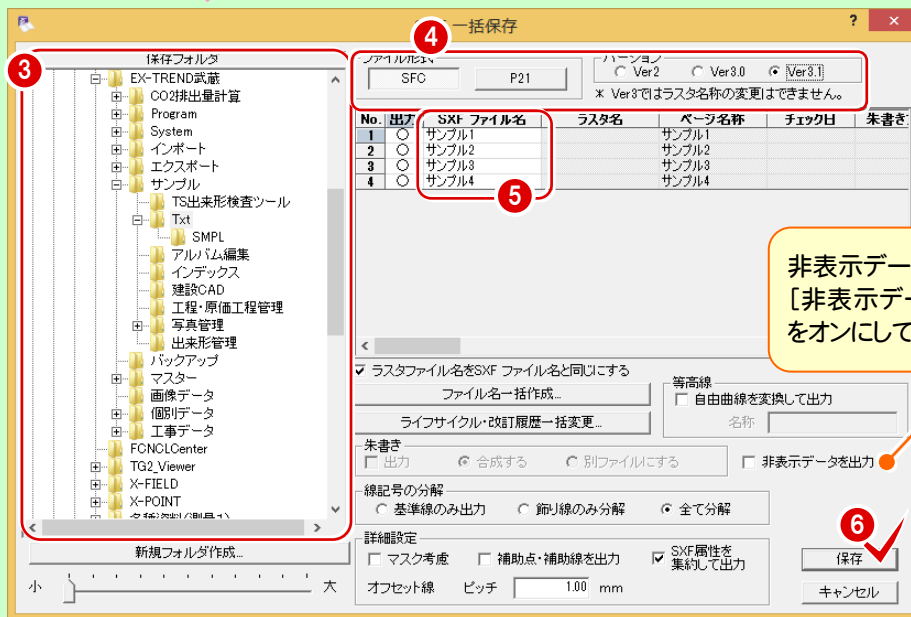 一括保存
? ×
3
保存フォルダ
EX-TREND武蔵
CO2排出量計算
Program
System
インポート
エクスポート
サンプル
TS出来形検査ツール
Txt
SMPL
アルバム編集
インデックス
建設CAD
工程・原価工程管理
写真管理
出来形管理
バックアップ
マスター
画像データ
個別データ
工事データ
FCNCLCenter
TG2_Viewer
X-FIELD
X-POINT
新規フォルダ作成...
小 大
4
ファイル形式
SFC P21
バージョン
Ver2 Ver3.0 Ver3.1
* Ver3ではラスタ名称の変更はできません。
No. 出力 SXF ファイル名 ラスタ名 ページ名称 チェック日 朱書き
1 ○ サンプル1 サンプル1
2 ○ サンプル2 サンプル2
3 ○ サンプル3 サンプル3
4 ○ サンプル4 サンプル4
5
非表示デー
[非表示デー
をオンにして
ラスタファイル名をSXF ファイル名と同じにする
ファイル名一括作成...
ライフサイクル・改訂履歴一括変更...
等高線
自由曲線を変換して出力
名称
朱書き
出力 合成する 別ファイルにする
非表示データを出力
線記号の分解
基準線のみ出力 飾り線のみ分解 全て分解
詳細設定
マスク考慮 補助点・補助線を出力 SXF属性を
集約して出力
オフセット線 ピッチ 1.00 mm
6
保存
キャンセル